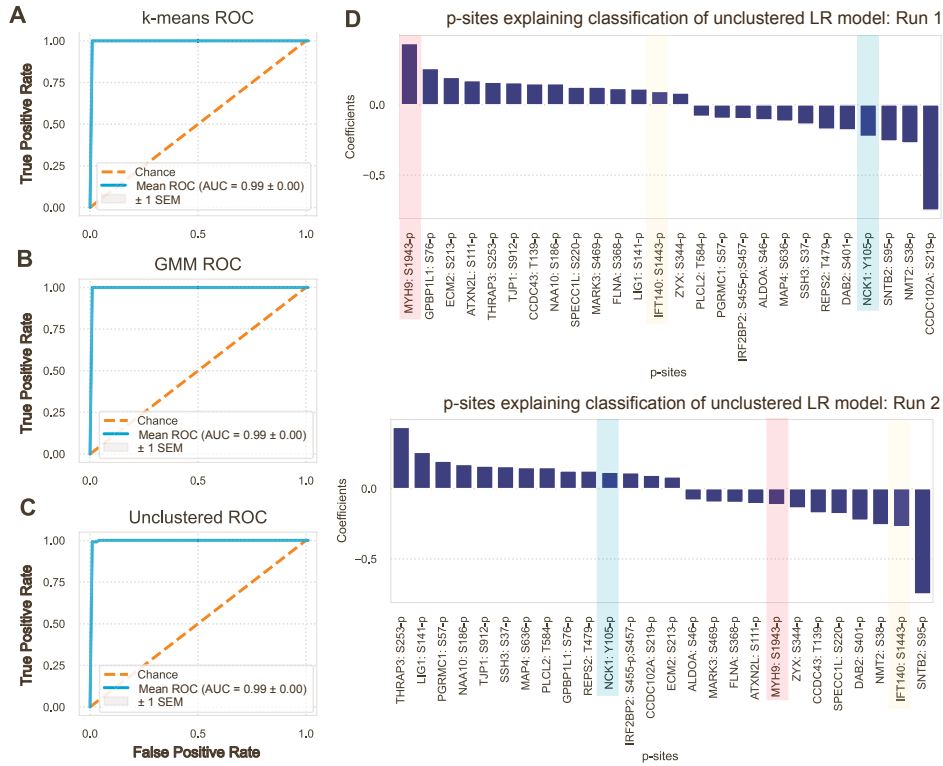 A
k-means ROC
True Positive Rate
1.00
0.75
0.50
0.25
0.00
Chance
Mean ROC (AUC = 0.99 ± 0.00)
± 1 SEM
0.0
0.5
1.0
B
GMM ROC
True Positive Rate
1.00
0.75
0.50
0.25
0.00
Chance
Mean ROC (AUC = 0.99 ± 0.00)
± 1 SEM
0.0
0.5
1.0
C
Unclustered ROC
True Positive Rate
1.00
0.75
0.50
0.25
0.00
Chance
Mean ROC (AUC = 0.99 ± 0.00)
± 1 SEM
0.0
0.5
1.0
False Positive Rate
D
p-sites explaining classification of unclustered LR model: Run 1
Coefficients
0.0
−0.5
MYH9: S1943-p
GPBP1L1: S76-p
ECM2: S213-p
ATXN2L: S111-p
THRAP3: S253-p
TJP1: S912-p
CCDC43: T139-p
NAA10: S186-p
SPECC1L: S220-p
MARK3: S469-p
FLNA: S368-p
LIG1: S141-p
IFT140: S1443-p
ZYX: S344-p
PLCL2: T584-p
PGRMC1: S57-p
IRF2BP2: S455-p;S457-p
ALDOA: S46-p
MAP4: S636-p
SSH3: S37-p
REPS2: T479-p
DAB2: S401-p
NCK1: Y105-p
SNTB2: S95-p
NMT2: S38-p
CCDC102A: S219-p
p-sites
p-sites explaining classification of unclustered LR model: Run 2
Coefficients
0.0
−0.5
THRAP3: S253-p
LIG1: S141-p
PGRMC1: S57-p
NAA10: S186-p
TJP1: S912-p
SSH3: S37-p
MAP4: S636-p
PLCL2: T584-p
GPBP1L1: S76-p
REPS2: T479-p
NCK1: Y105-p
IRF2BP2: S455-p;S457-p
CCDC102A: S219-p
ECM2: S213-p
ALDOA: S46-p
MARK3: S469-p
FLNA: S368-p
ATXN2L: S111-p
MYH9: S1943-p
ZYX: S344-p
CCDC43: T139-p
SPECC1L: S220-p
DAB2: S401-p
NMT2: S38-p
IFT140: S1443-p
SNTB2: S95-p
p-sites